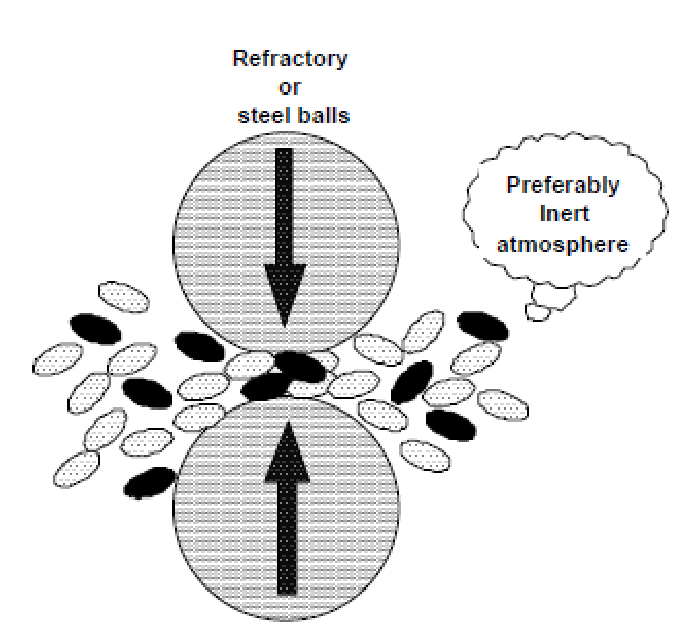 Refractory
or
steel balls
Preferably
Inert
atmosphere